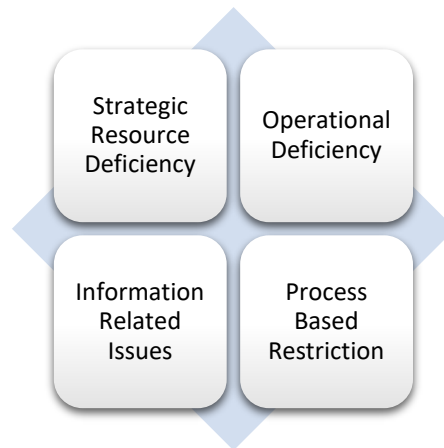 Strategic
Resource
Deficiency
Operational
Deficiency
Information
Related
Issues
Process
Based
Restriction